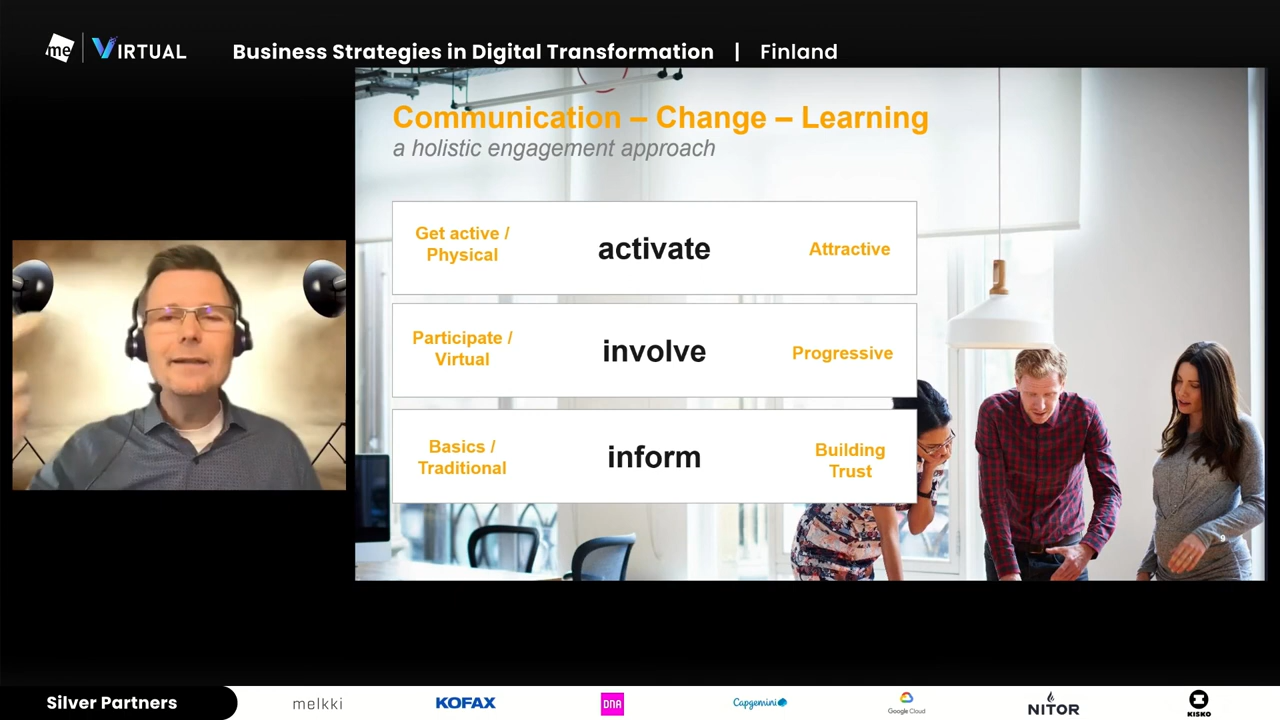 me | VIRTUAL
Business Strategies in Digital Transformation | Finland
Communication – Change – Learning
a holistic engagement approach
Get active /
Physical
activate
Attractive
Participate /
Virtual
involve
Progressive
Basics /
Traditional
inform
Building
Trust
9
Silver Partners
melkki
KOFAX
DNA
Capgemini
Google Cloud
NITOR
KISKO